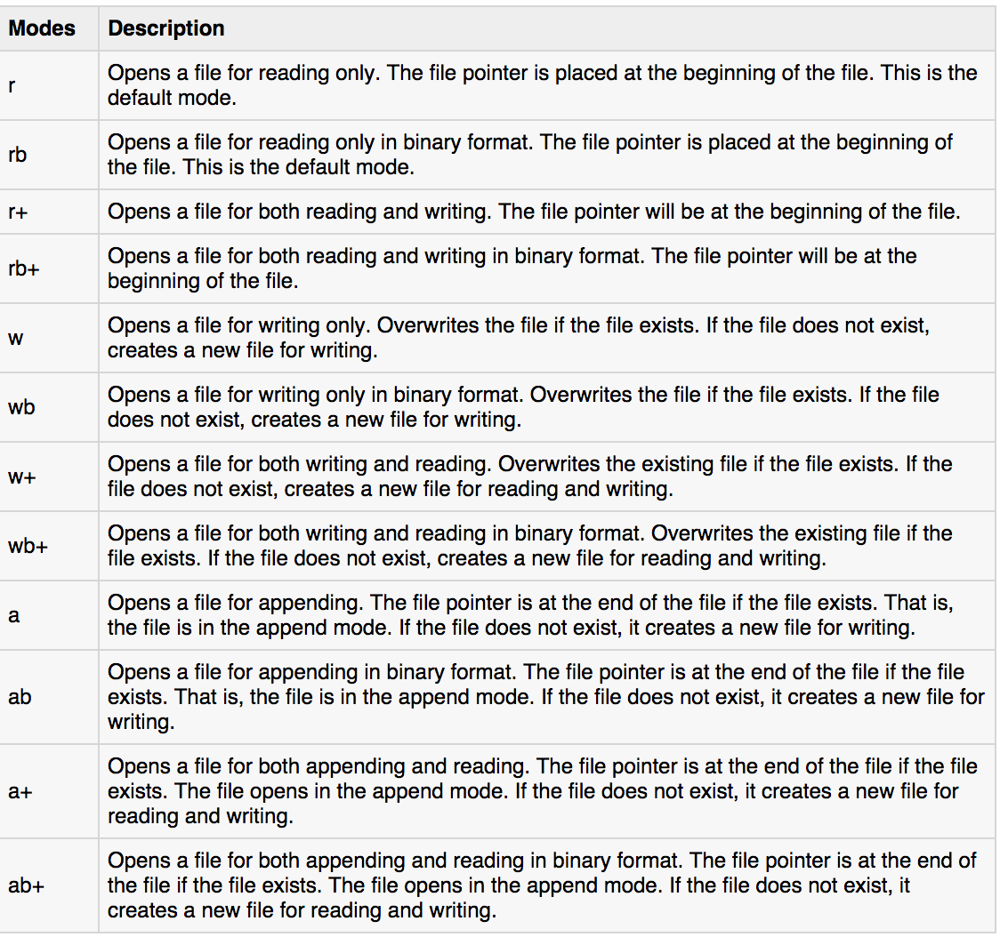 Modes Description
r
Opens a file for reading only. The file pointer is placed at the beginning of the file. This is the
default mode.
rb
Opens a file for reading only in binary format. The file pointer is placed at the beginning of
the file. This is the default mode.
r+ Opens a file for both reading and writing. The file pointer will be at the beginning of the file.
rb+
Opens a file for both reading and writing in binary format. The file pointer will be at the
beginning of the file.
w
Opens a file for writing only. Overwrites the file if the file exists. If the file does not exist,
creates a new file for writing.
wb
Opens a file for writing only in binary format. Overwrites the file if the file exists. If the file
does not exist, creates a new file for writing.
w+
Opens a file for both writing and reading. Overwrites the existing file if the file exists. If the
file does not exist, creates a new file for reading and writing.
wb+
Opens a file for both writing and reading in binary format. Overwrites the existing file if the
file exists. If the file does not exist, creates a new file for reading and writing.
a
Opens a file for appending. The file pointer is at the end of the file if the file exists. That is,
the file is in the append mode. If the file does not exist, it creates a new file for writing.
ab
Opens a file for appending in binary format. The file pointer is at the end of the file if the file
exists. That is, the file is in the append mode. If the file does not exist, it creates a new file for
writing.
a+
Opens a file for both appending and reading. The file pointer is at the end of the file if the file
exists. The file opens in the append mode. If the file does not exist, it creates a new file for
reading and writing.
ab+
Opens a file for both appending and reading in binary format. The file pointer is at the end of
the file if the file exists. The file opens in the append mode. If the file does not exist, it
creates a new file for reading and writing.